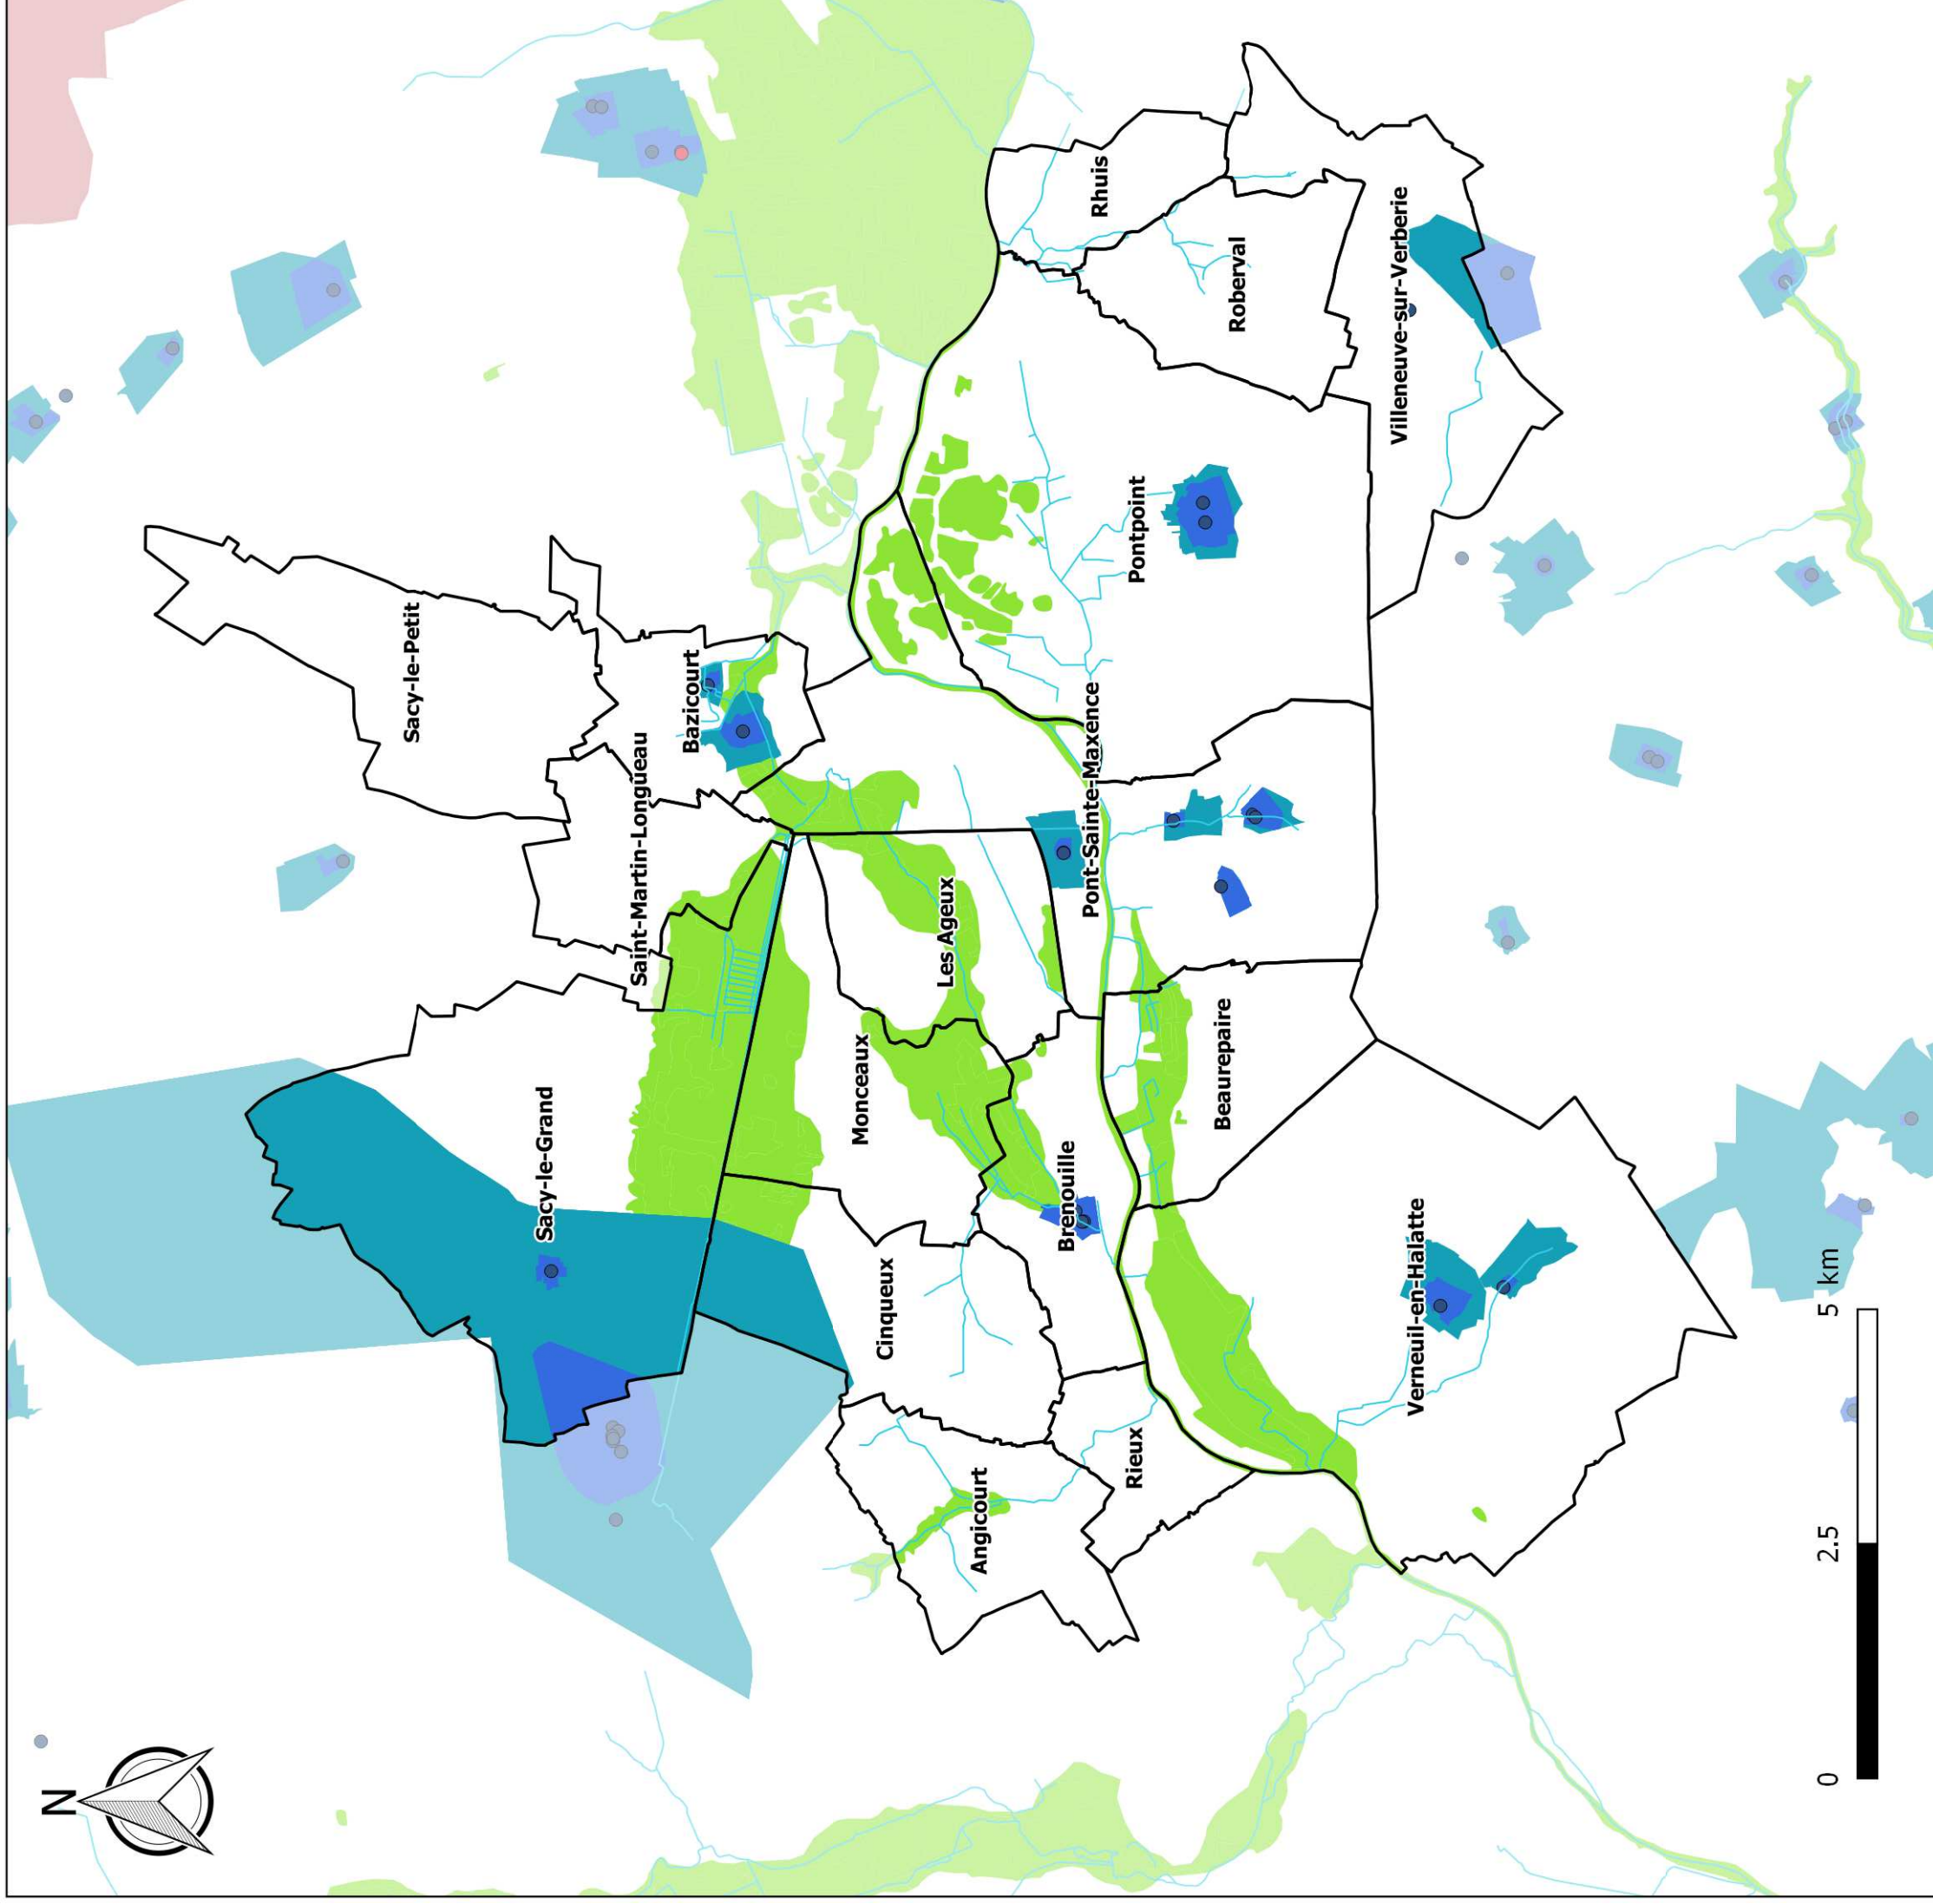 N
Sacy-le-Petit
Sacy-le-Grand
Saint-Martin-Longueau
Bazicourt
Cinqueux
Monceaux
Les Ageux
Angicourt
Brenouille
Rieux
Pont-Sainte-Maxence
Pontpoint
Rhuis
Roberval
Beaurepaire
Villeneuve-sur-Verberie
Verneuil-en-Halatte
0 2.5 5 km